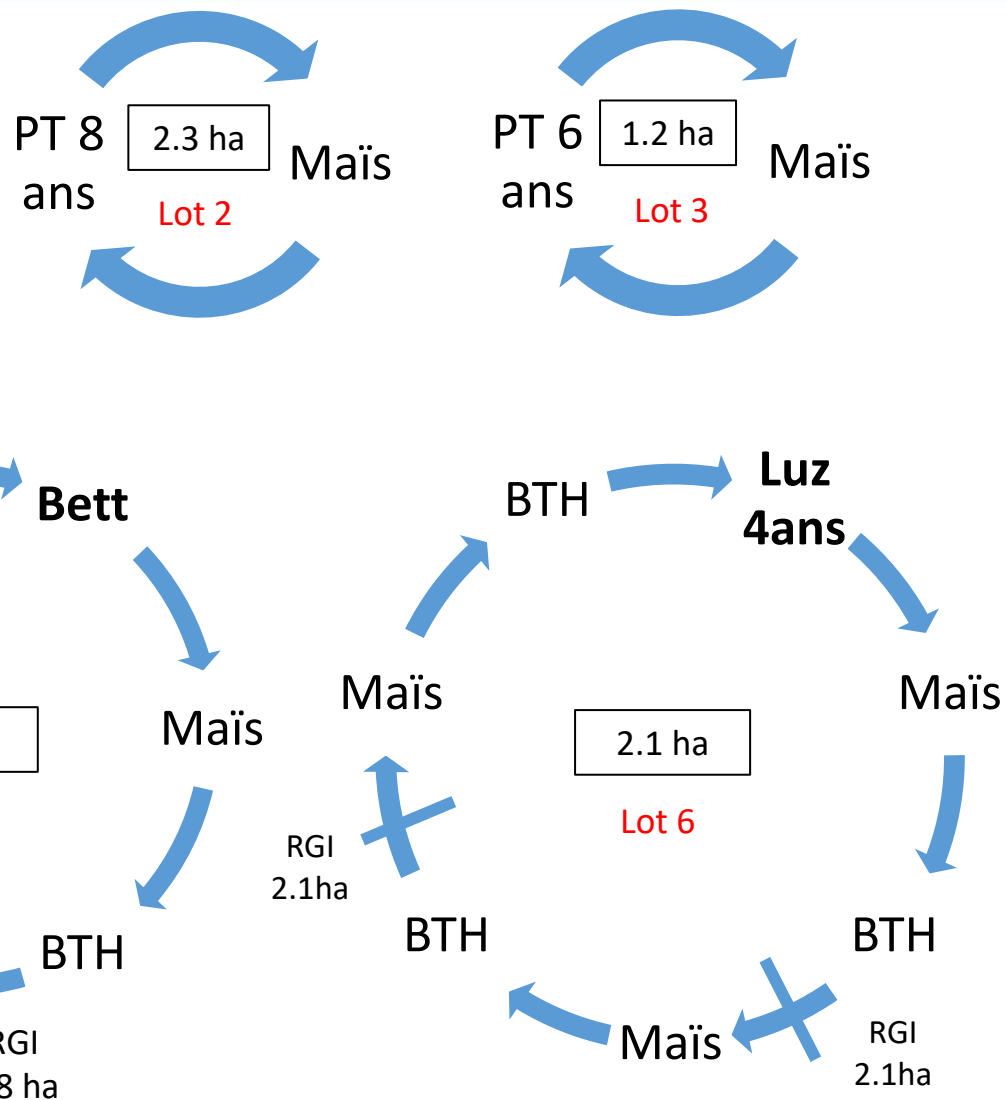 PT 8
ans
2.3 ha
Maïs
Lot 2
PT 6
ans
1.2 ha
Maïs
Lot 3
Bett
Maïs
BTH
RGI
8 ha
BTH
Luz
4ans
Maïs
Maïs
2.1 ha
Lot 6
RGI
2.1ha
BTH
BTH
Maïs
RGI
2.1ha